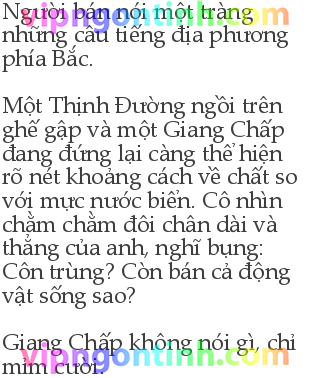 Người bán nói một tràng
những câu tiếng địa phương
phía Bắc.
Một Thịnh Đường ngồi trên
ghế gập và một Giang Chấp
đang đứng lại càng thể hiện
rõ nét khoảng cách về chất so
với mực nước biển. Cô nhìn
chằm chằm đôi chân dài và
thẳng của anh, nghĩ bụng:
Côn trùng? Còn bán cả động
vật sống sao?
Giang Chấp không nói gì, chỉ
mỉm cười.
vipngontinh.com
vipngontinh.com